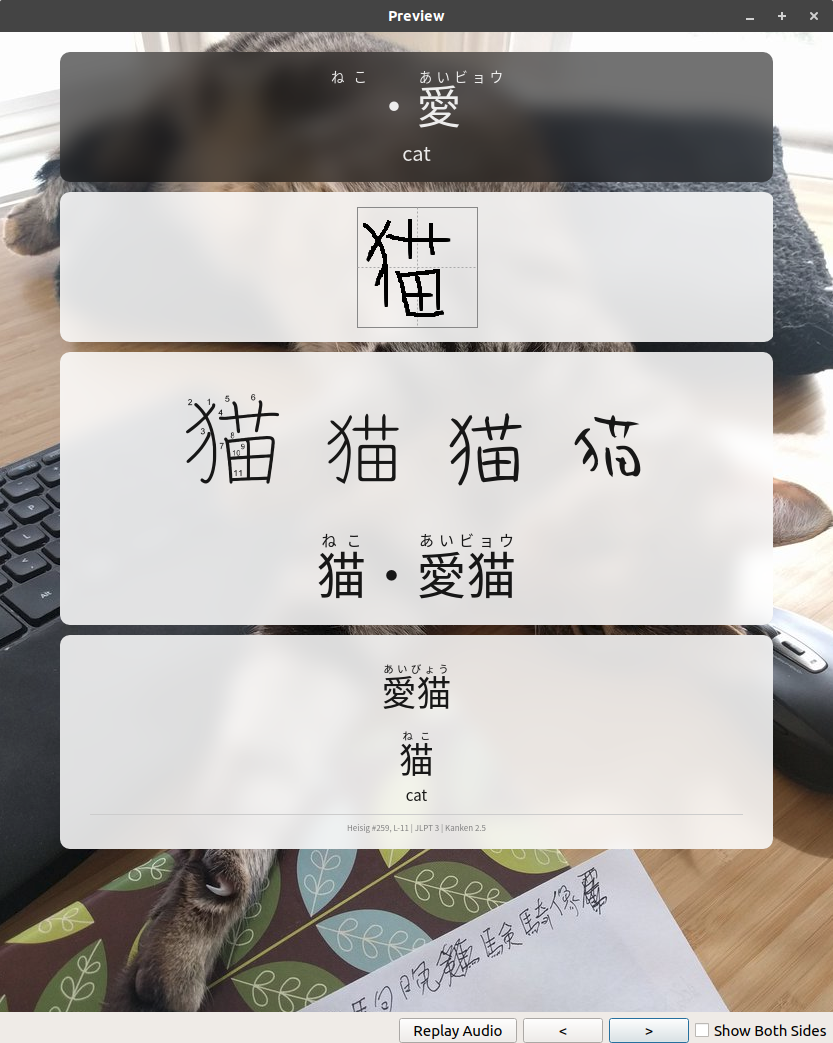 Preview
ねこ あいビョウ
・愛
cat
猫
2 1 5 6
4
3 8
7 9
10
11
猫 猫 猫 猫
ねこ あいビョウ
猫・愛猫
あいびょう
愛猫
ねこ
猫
cat
Heisig #259, L-11 | JLPT 3 | Kanken 2.5
P
L
Alt
Replay Audio < > Show Both Sides